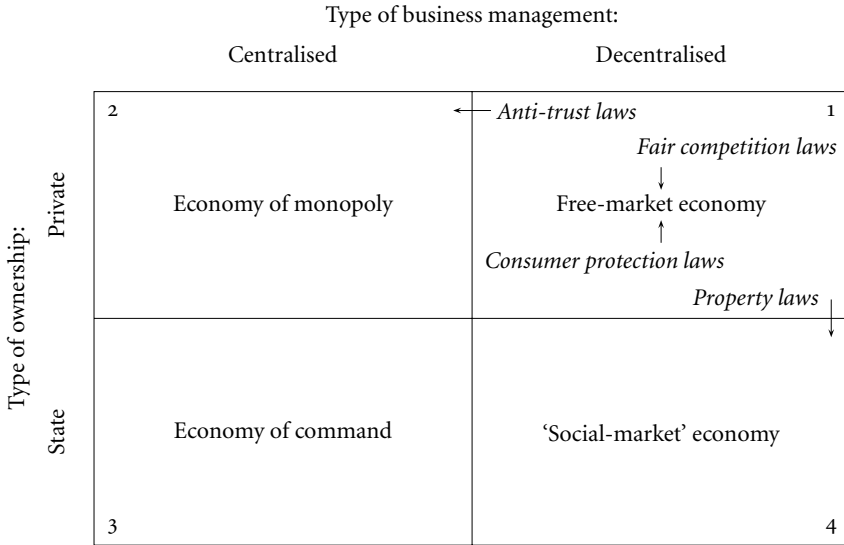 Type of business management:
Centralised Decentralised
2 Anti-trust laws 1
Fair competition laws
Type of ownership:
Private
Economy of monopoly Free-market economy
Consumer protection laws
Property laws
State
Economy of command ‘Social-market’ economy
3 4